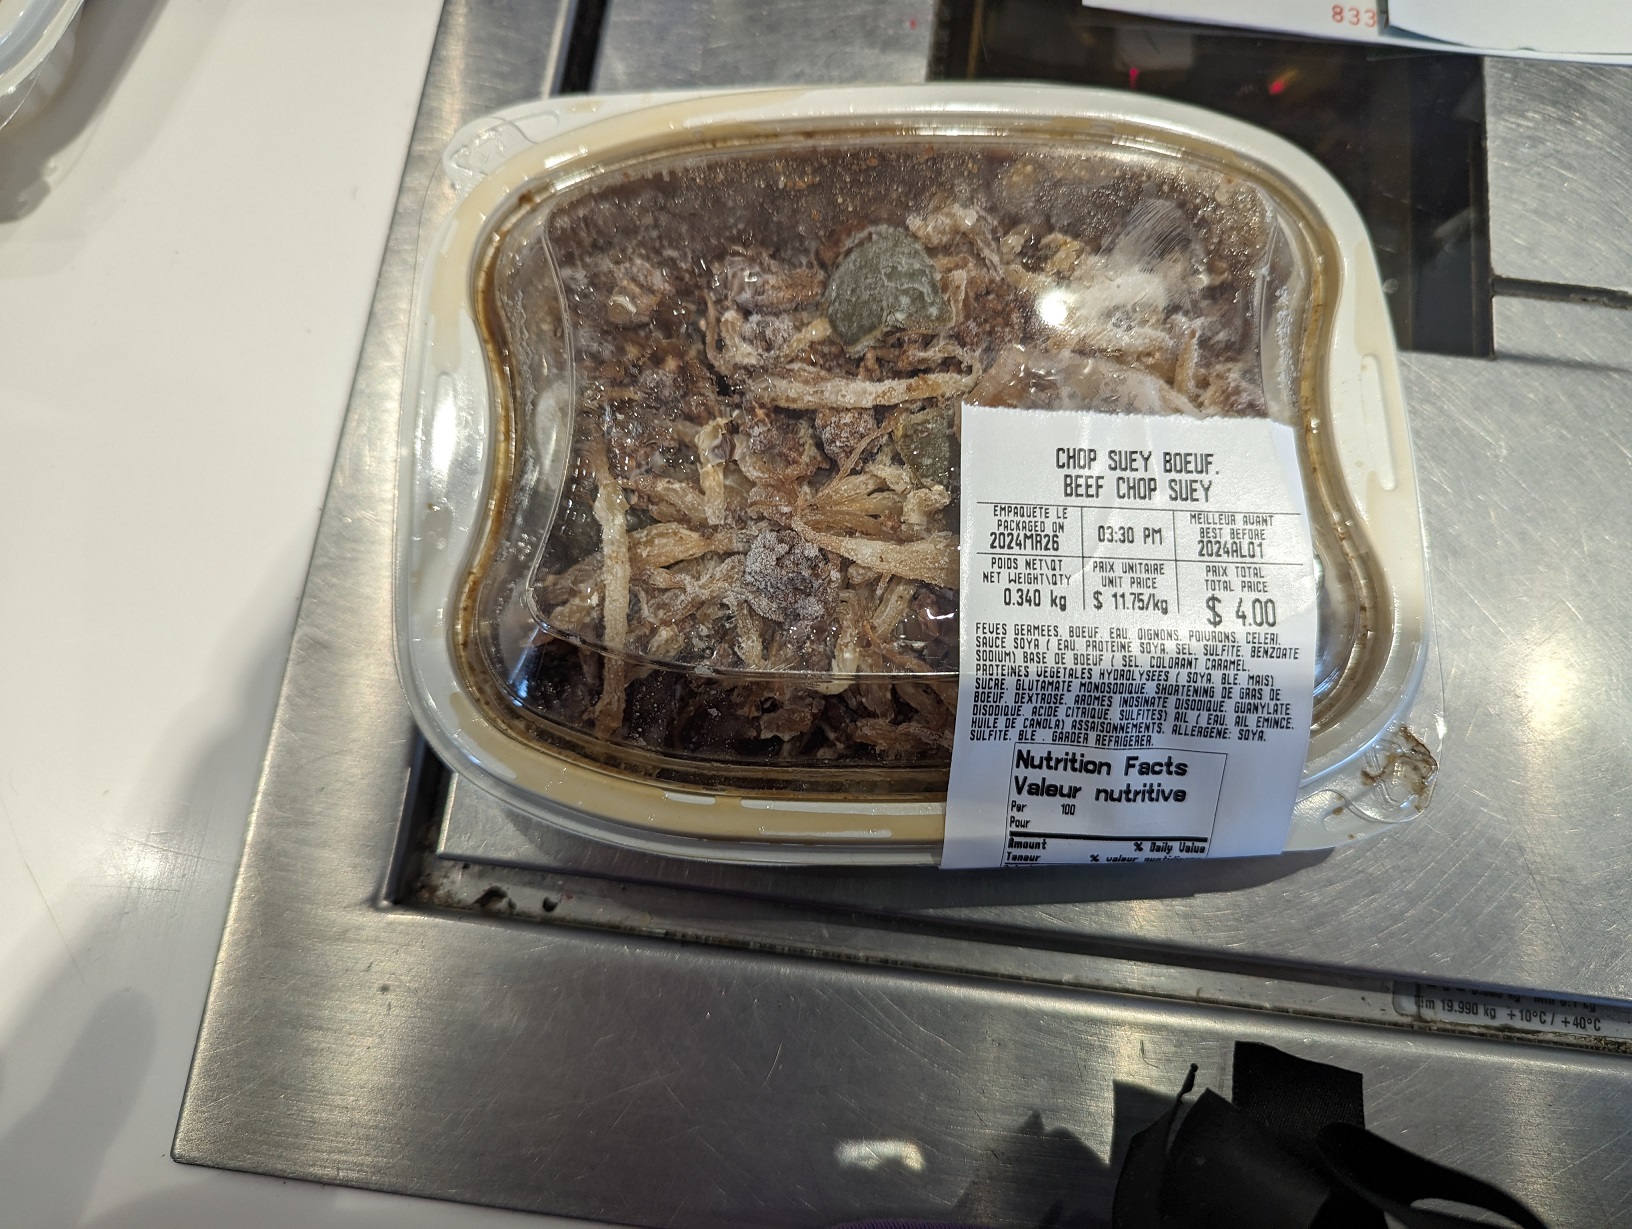 833
CHOP SUEY BOEUF.
BEEF CHOP SUEY
EMPAQUETE LE
PACKAGED ON
2024MR26
03:30 PM
MEILLEUR AVANT
BEST BEFORE
2024AL01
POIDS NET\QT
NET WEIGHT\QTY
0.340 kg
PRIX UNITAIRE
UNIT PRICE
$ 11.75/kg
PRIX TOTAL
TOTAL PRICE
$ 4.00
FEVES GERMEES, BOEUF, EAU, OIGNONS, POIVRONS, CELERI,
SAUCE SOYA ( EAU, PROTEINE SOYA, SEL, SULFITE, BENZOATE
SODIUM) BASE DE BOEUF ( SEL, COLORANT CARAMEL,
PROTEINES VEGETALES HYDROLYSEES ( SOYA, BLE, MAIS)
SUCRE, GLUTAMATE MONOSODIQUE, SHORTENING DE GRAS DE
BOEUF, DEXTROSE, AROMES INOSINATE DISODIQUE, GUANYLATE
DISODIQUE, ACIDE CITRIQUE, SULFITES) AIL ( EAU, AIL EMINCE,
HUILE DE CANOLA) ASSAISONNEMENTS. ALLERGENE: SOYA,
SULFITE, BLE . GARDER REFRIGERER.
Nutrition Facts
Valeur nutritive
Per 100
Pour
Amount % Daily Value
Teneur % valeur quotidienne
19.990 kg +10°C / +40°C